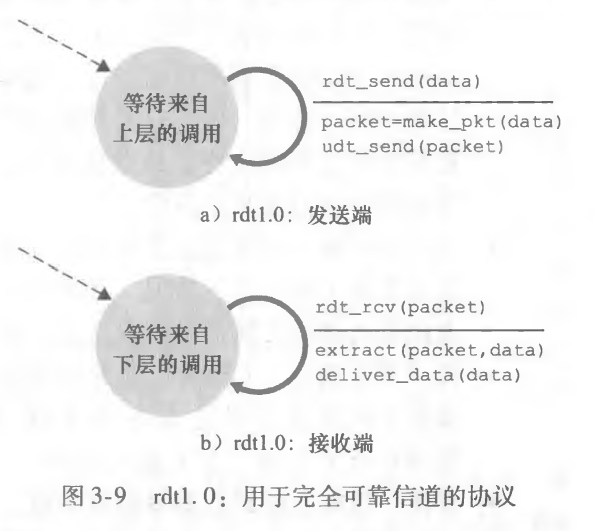 等待来自
上层的调用
rdt_send(data)
packet=make_pkt(data)
udt_send(packet)
a）rdt1.0：发送端
等待来自
下层的调用
rdt_rcv(packet)
extract(packet,data)
deliver_data(data)
b）rdt1.0：接收端
图 3-9 rdt1.0：用于完全可靠信道的协议